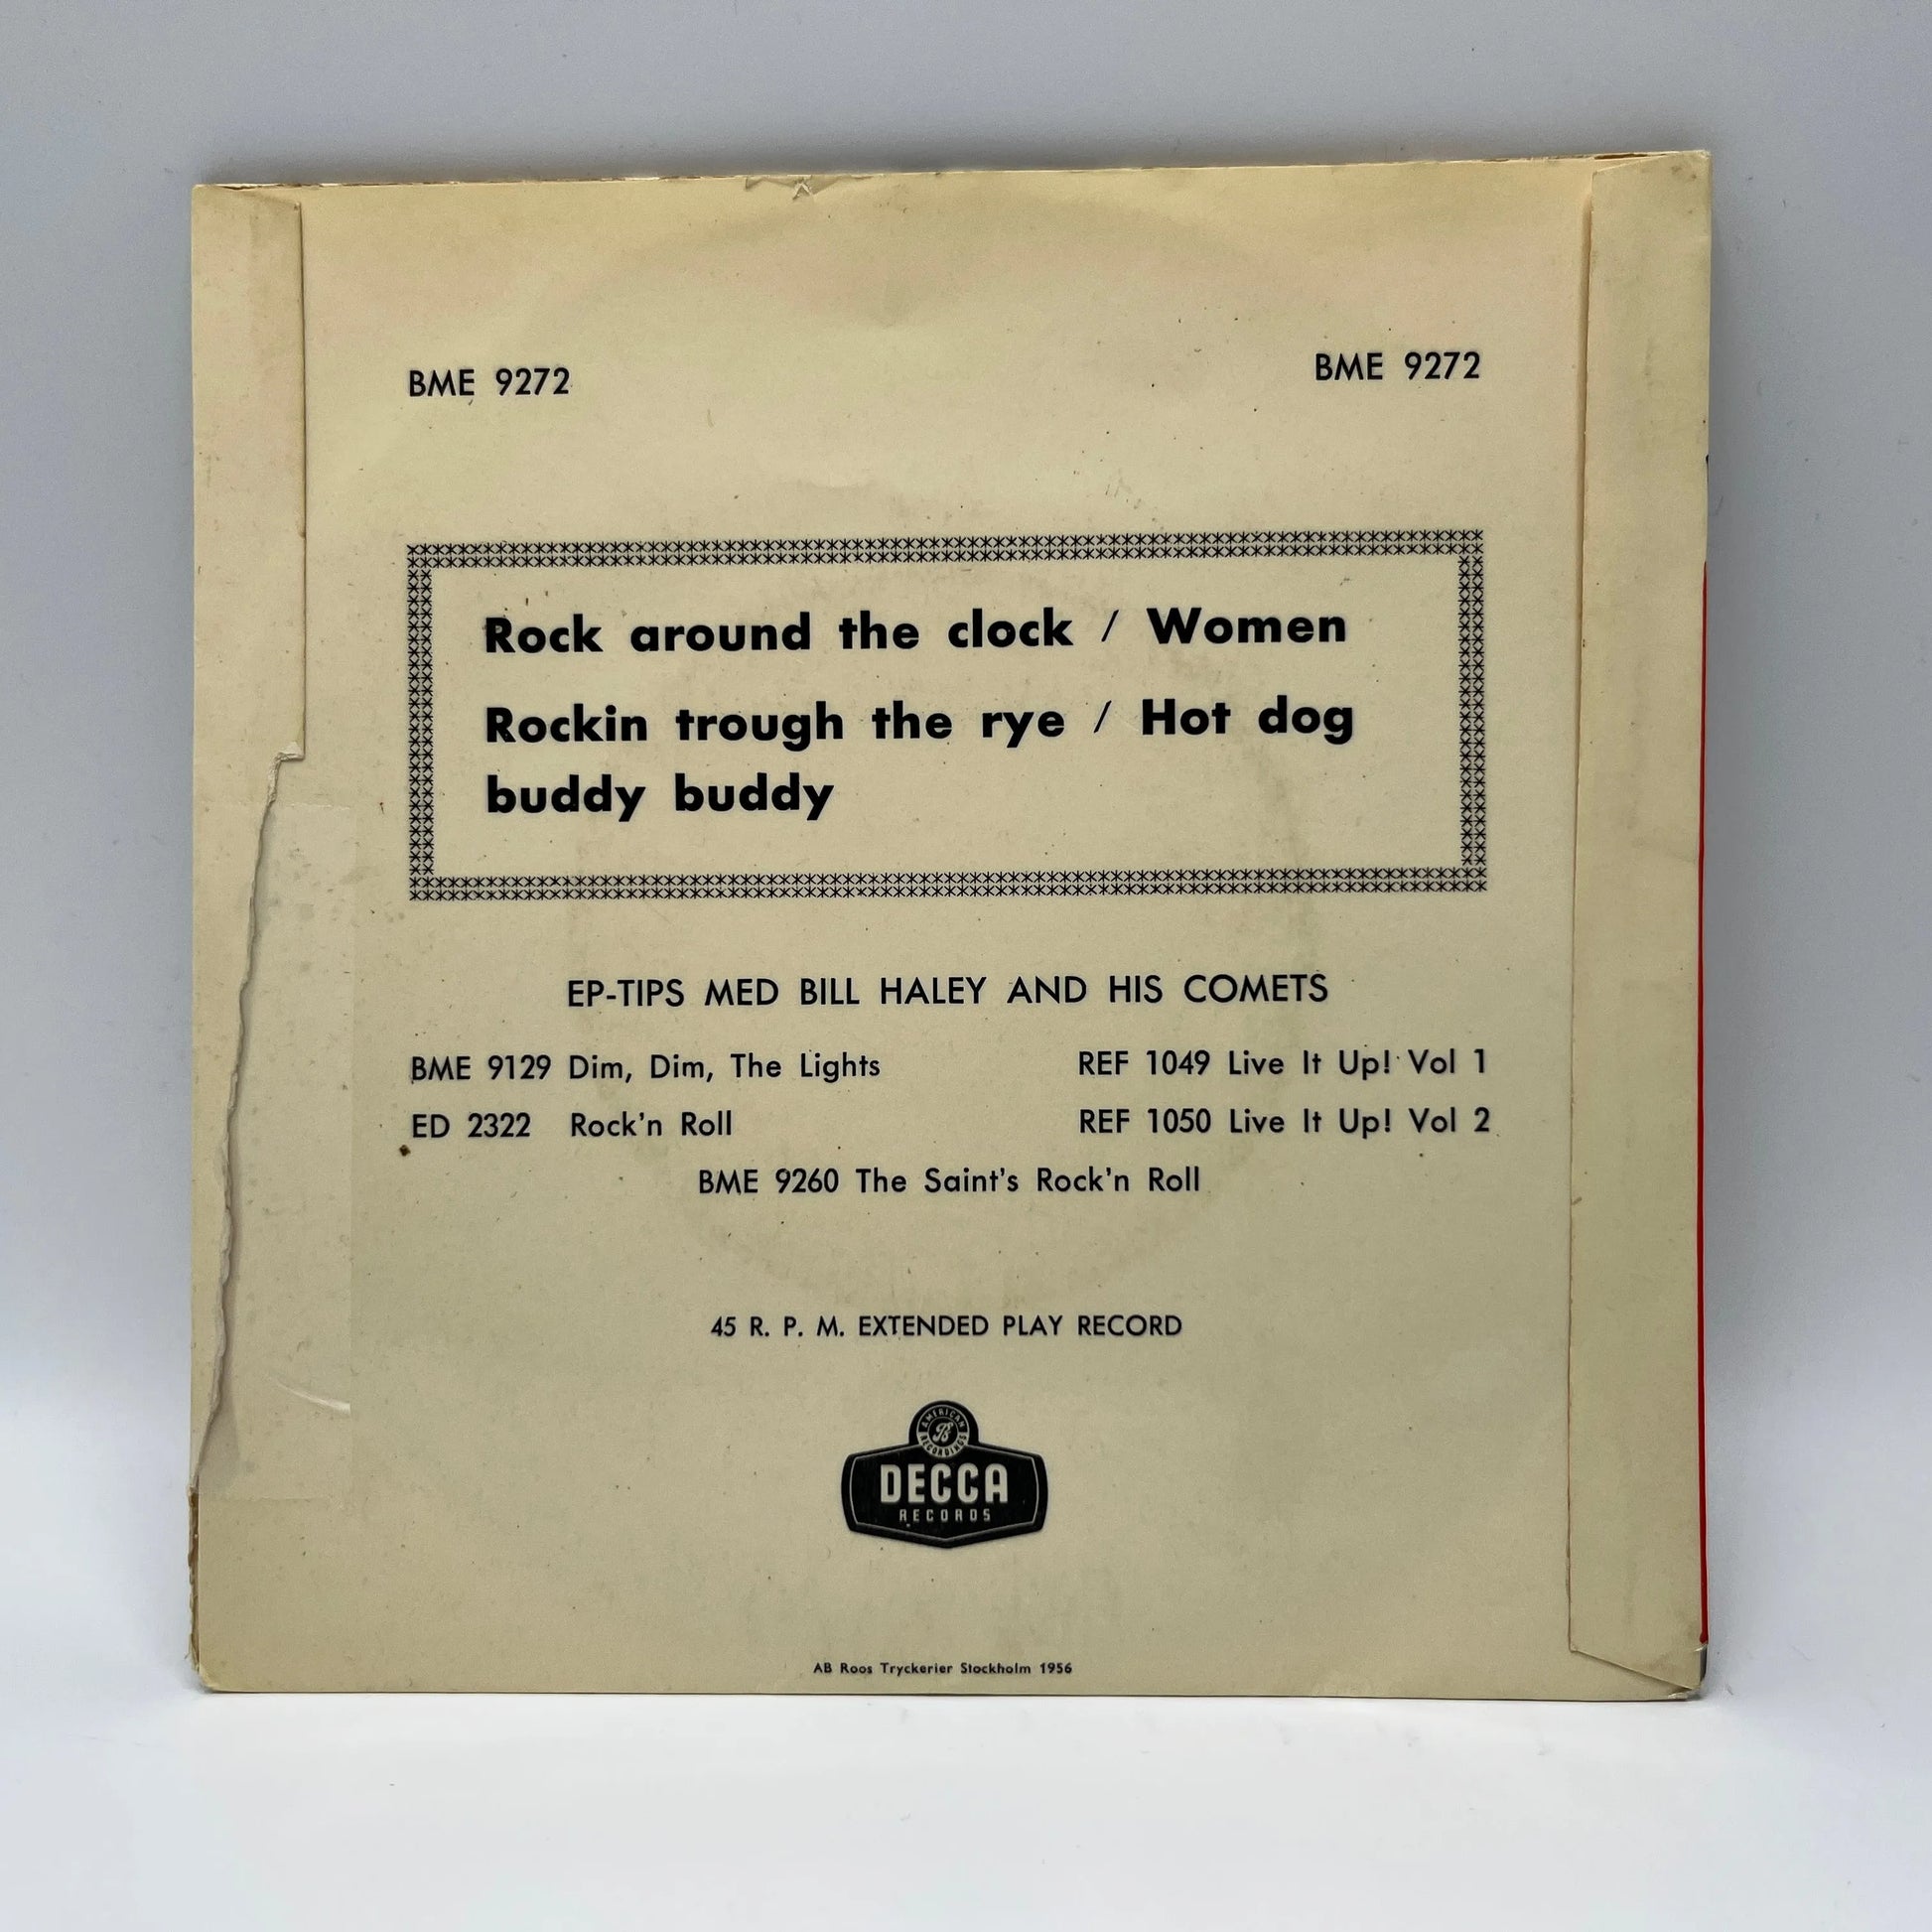 BME 9272 BME 9272
Rock around the clock / Women
Rockin trough the rye / Hot dog
buddy buddy
EP-TIPS MED BILL HALEY AND HIS COMETS
BME 9129 Dim, Dim, The Lights REF 1049 Live It Up! Vol 1
ED 2322 Rock'n Roll REF 1050 Live It Up! Vol 2
BME 9260 The Saint's Rock'n Roll
45 R. P. M. EXTENDED PLAY RECORD
AMERICAN RECORDINGS
B
DECCA
RECORDS
AB Roos Tryckerier Stockholm 1956